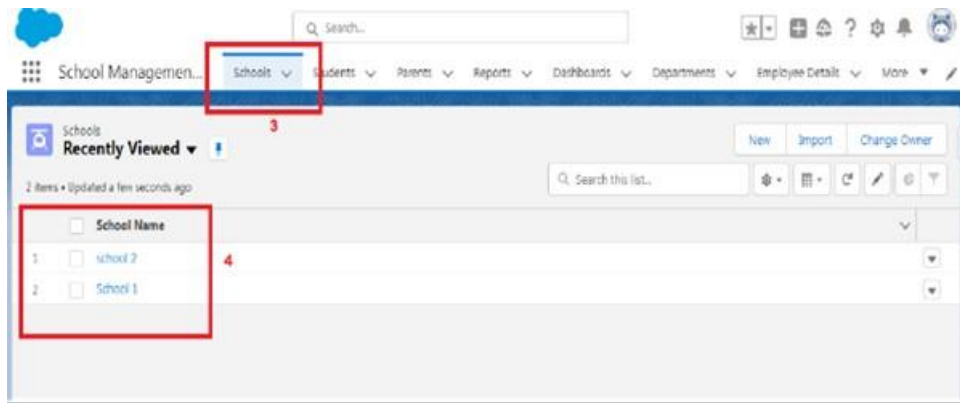 Search...
School Managemen... Schools Students Parents Reports Dashboards Departments Employee Details More
3
Schools
Recently Viewed
New Import Change Owner
2 items • Updated a few seconds ago
Search this list...
School Name
1 school 2
4
2 School 1